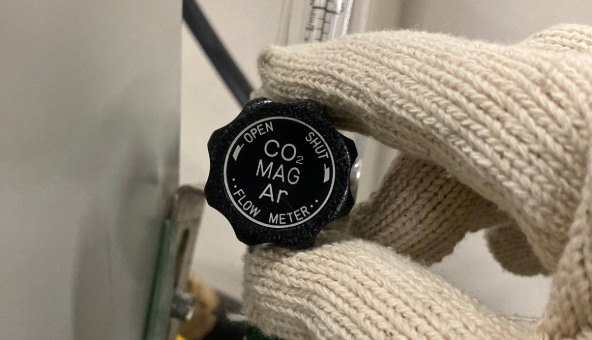 OPEN SHUT
CO₂
MAG
Ar
FLOW METER